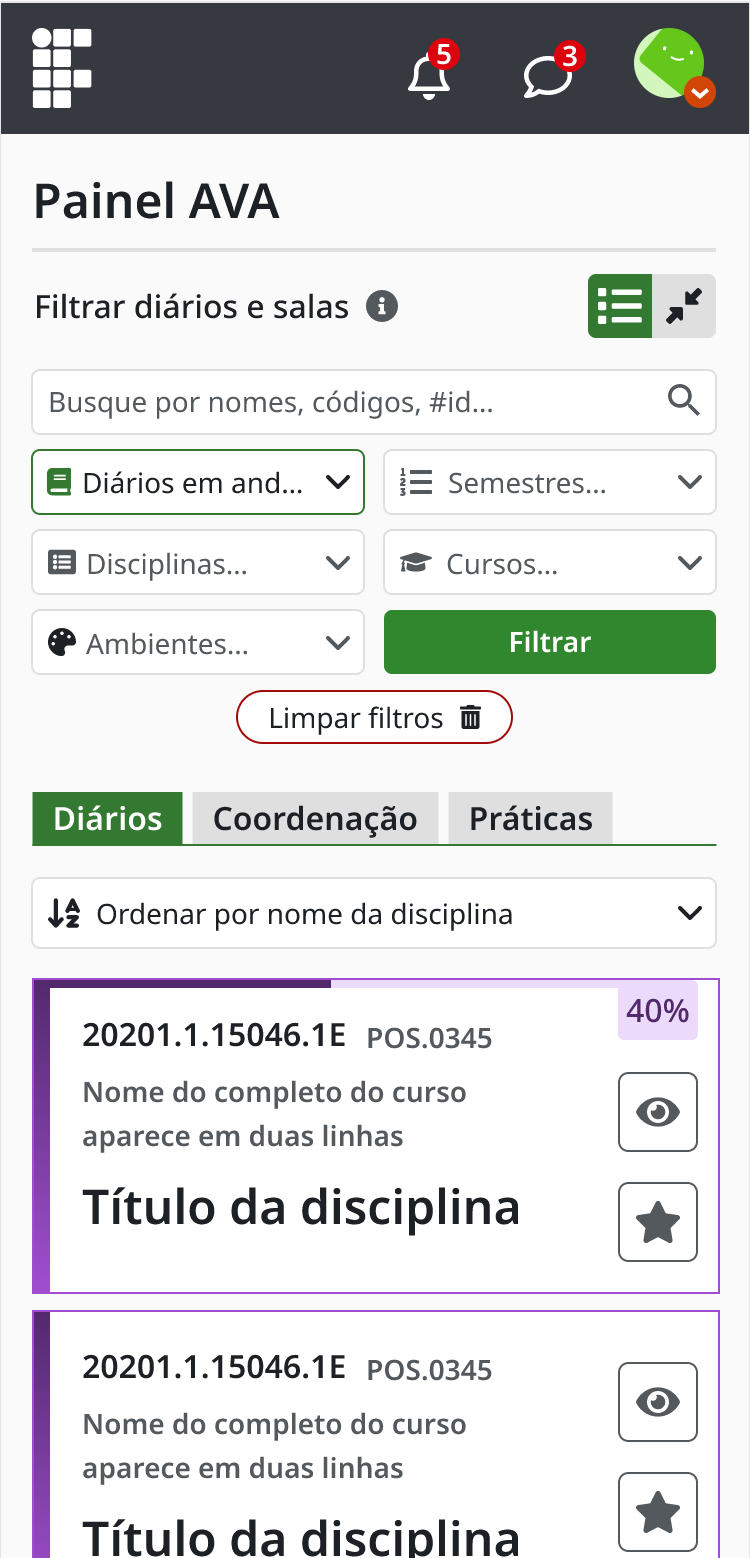 5
3
Painel AVA
Filtrar diários e salas
Busque por nomes, códigos, #id...
Diários em and...
Semestres...
Disciplinas...
Cursos...
Ambientes...
Filtrar
Limpar filtros
Diários
Coordenação
Práticas
Ordenar por nome da disciplina
40%
20201.1.15046.1E POS.0345
Nome do completo do curso
aparece em duas linhas
Título da disciplina
20201.1.15046.1E POS.0345
Nome do completo do curso
aparece em duas linhas
Título da disciplina